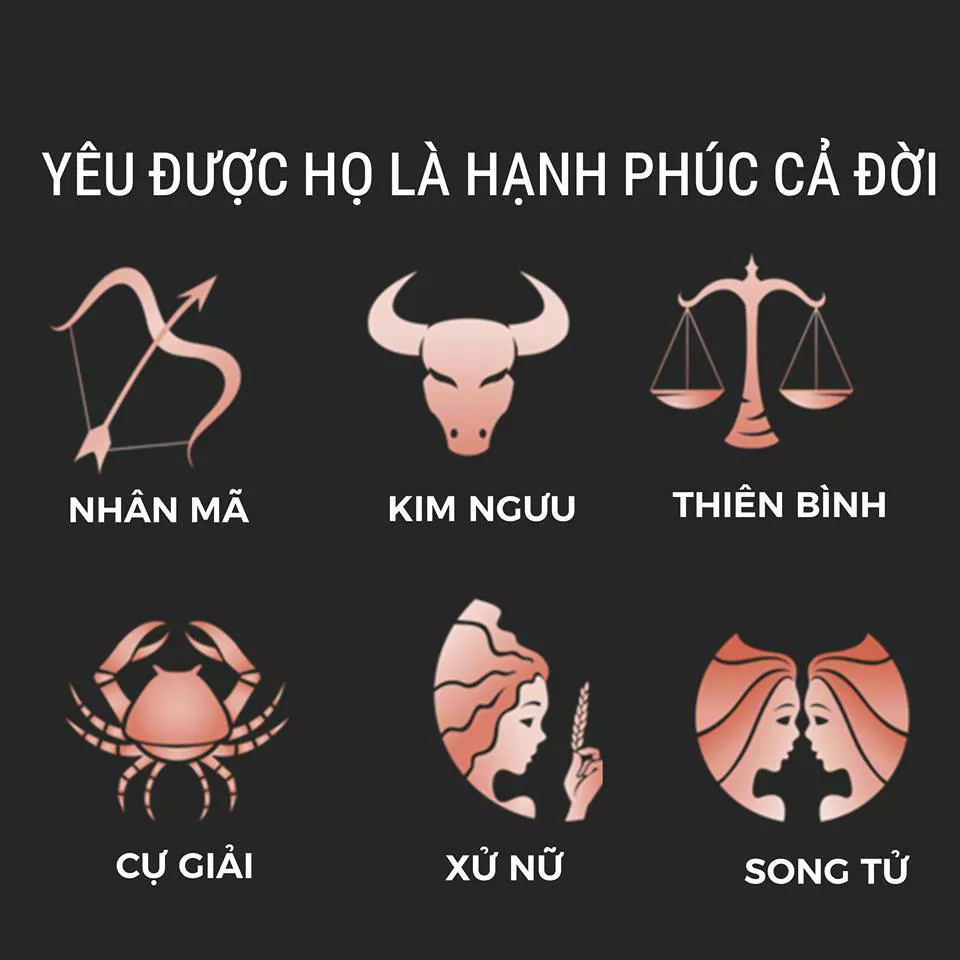 YÊU ĐƯỢC HỌ LÀ HẠNH PHÚC CẢ ĐỜI
NHÂN MÃ
KIM NGƯU
THIÊN BÌNH
CỰ GIẢI
XỬ NỮ
SONG TỬ